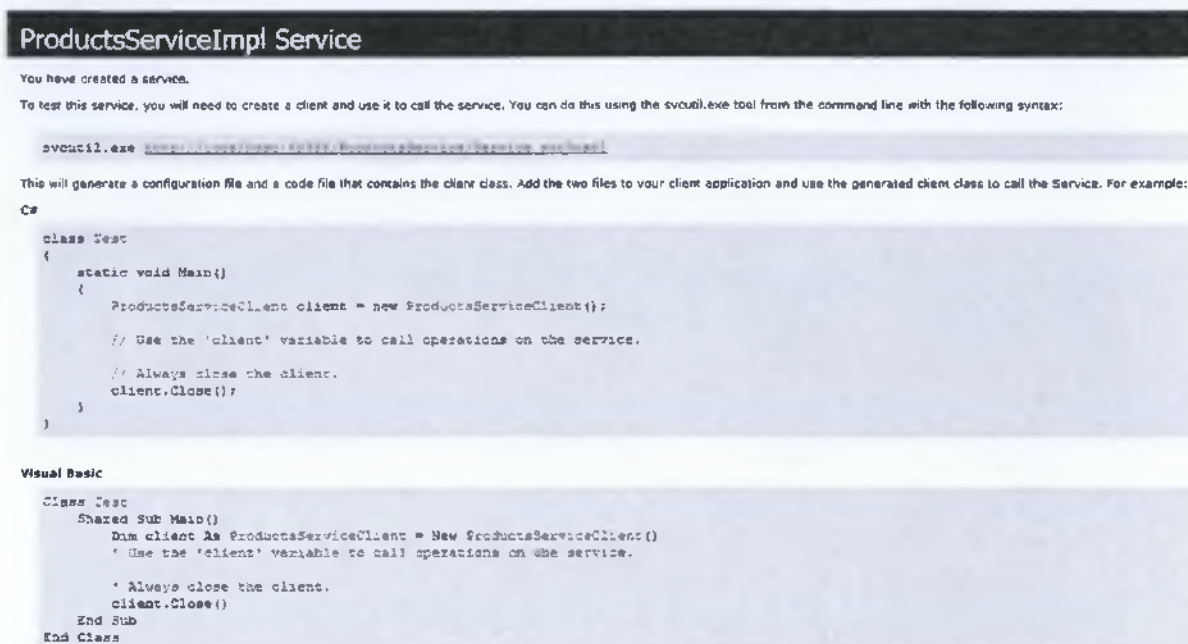 ProductsServiceImpl Service
You have created a service.
To test this service, you will need to create a client and use it to call the service. You can do this using the svcutil.exe tool from the command line with the following syntax:
svcutil.exe
This will generate a configuration file and a code file that contains the client class. Add the two files to your client application and use the generated client class to call the Service. For example:
C#
class Test
{
static void Main()
{
ProductsServiceClient client = new ProductsServiceClient();
// Use the 'client' variable to call operations on the service.
// Always close the client.
client.Close();
}
}
Visual Basic
Class Test
Shared Sub Main()
Dim client As ProductsServiceClient = New ProductsServiceClient()
' Use the 'client' variable to call operations on the service.
' Always close the client.
client.Close()
End Sub
End Class